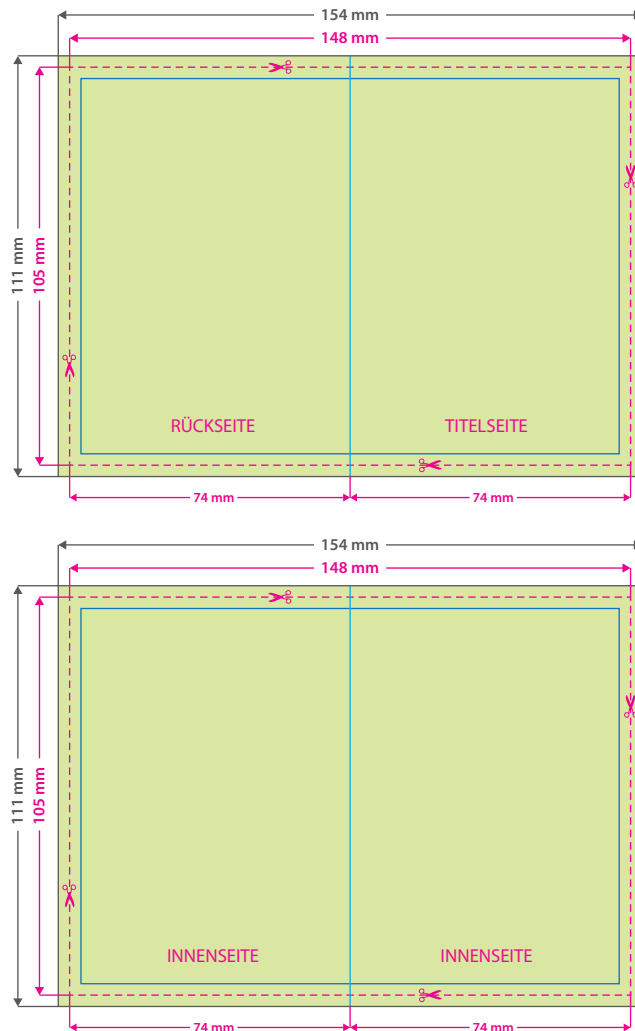 154 mm
148 mm
111 mm
105 mm
RÜCKSEITE
TITELSEITE
74 mm
74 mm
154 mm
148 mm
111 mm
105 mm
INNENSEITE
INNENSEITE
74 mm
74 mm